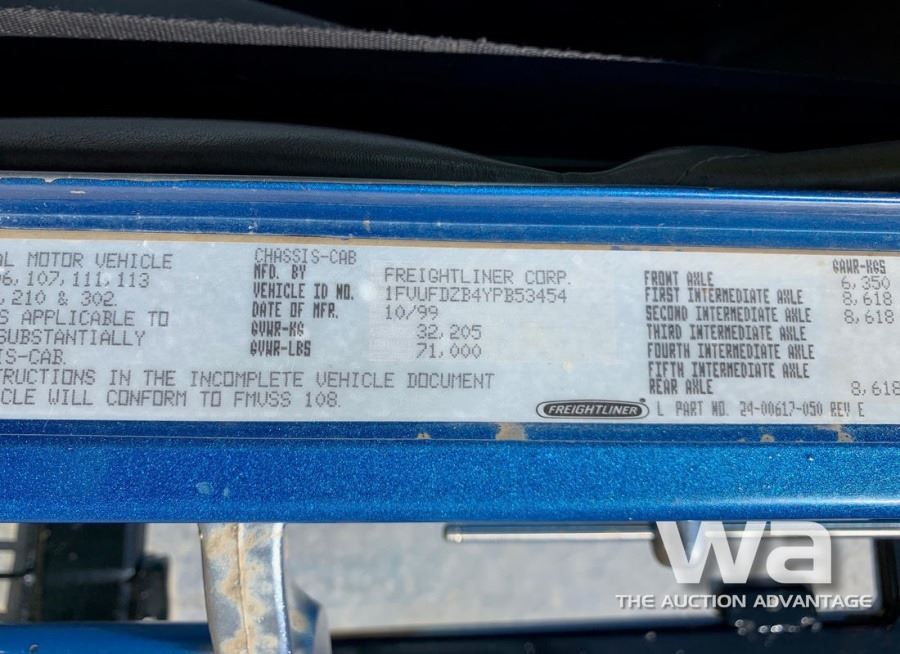 AL MOTOR VEHICLE
06, 107, 111, 113
, 210 & 302.
S APPLICABLE TO
SUBSTANTIALLY
IS-CAB.
TRUCTIONS IN THE INCOMPLETE VEHICLE DOCUMENT
CLE WILL CONFORM TO FMVSS 108.
CHASSIS-CAB
MFD. BY FREIGHTLINER CORP.
VEHICLE ID NO. 1FVUFDZB4YPB53454
DATE OF MFR. 10/99
GVWR-KG 32,205
GVWR-LBS 71,000
GAWR-KGS
FRONT AXLE 6,350
FIRST INTERMEDIATE AXLE 8,618
SECOND INTERMEDIATE AXLE 8,618
THIRD INTERMEDIATE AXLE
FOURTH INTERMEDIATE AXLE
FIFTH INTERMEDIATE AXLE
REAR AXLE 8,618
FREIGHTLINER L PART NO. 24-00617-050 REV E
wa
THE AUCTION ADVANTAGE